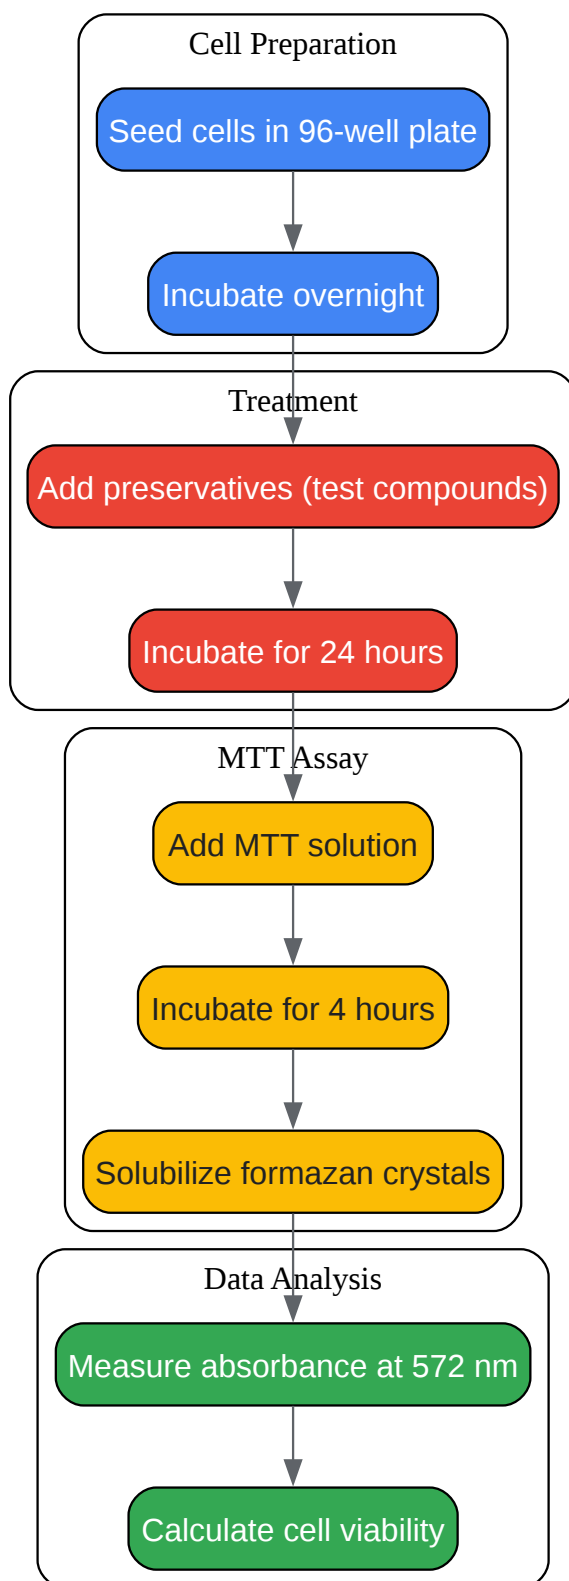 Cell Preparation
Seed cells in 96-well plate
Incubate overnight
Treatment
Add preservatives (test compounds)
Incubate for 24 hours
MTT Assay
Add MTT solution
Incubate for 4 hours
Solubilize formazan crystals
Data Analysis
Measure absorbance at 572 nm
Calculate cell viability